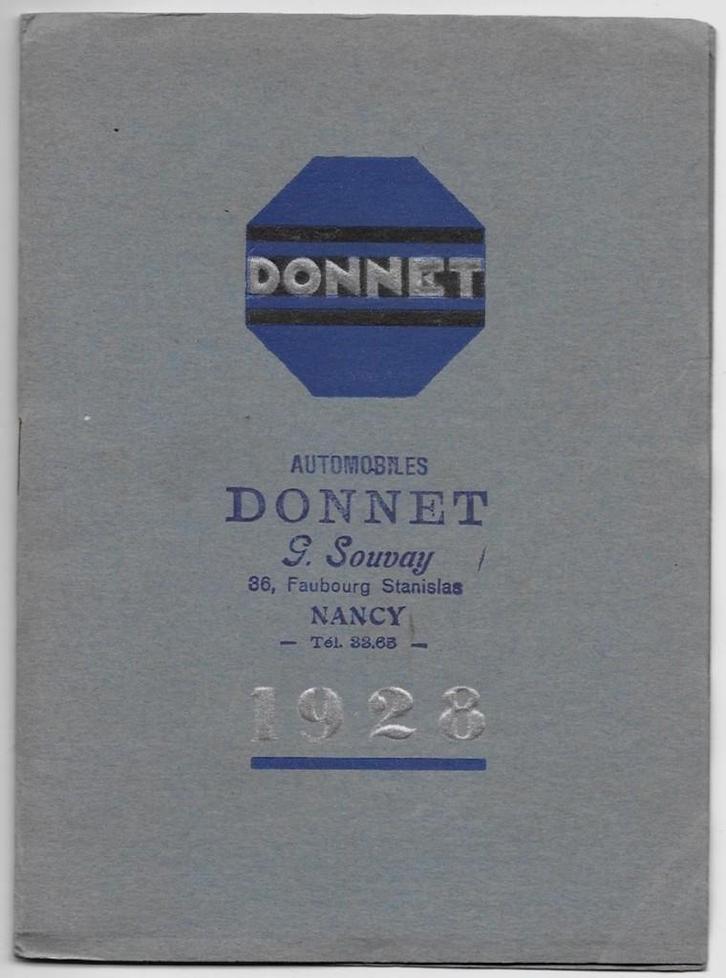 DONNET
AUTOMOBILES
DONNET
G. Souvay
36, Faubourg Stanislas
NANCY
— Tél. 33.65 —
1928